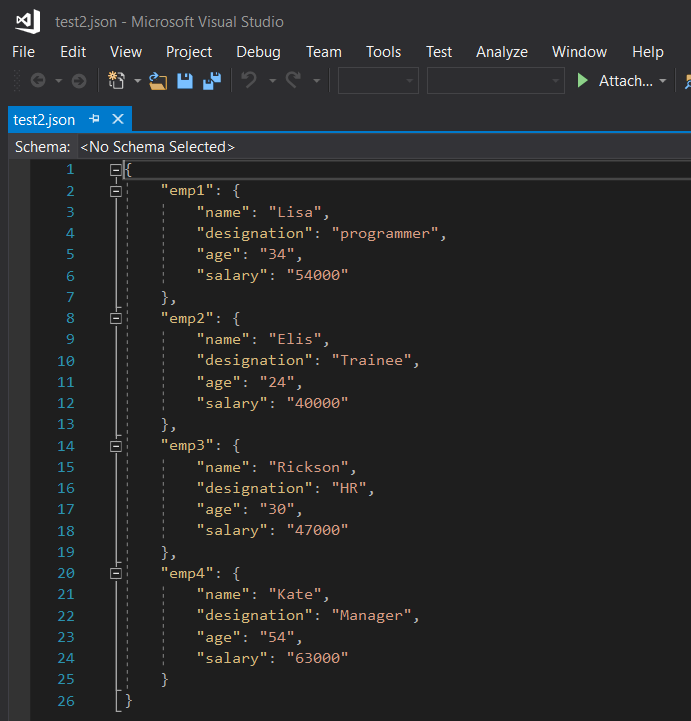 test2.json - Microsoft Visual Studio
File Edit View Project Debug Team Tools Test Analyze Window Help
Attach...
test2.json
Schema: <No Schema Selected>
1 {
2 "emp1": {
3 "name": "Lisa",
4 "designation": "programmer",
5 "age": "34",
6 "salary": "54000"
7 },
8 "emp2": {
9 "name": "Elis",
10 "designation": "Trainee",
11 "age": "24",
12 "salary": "40000"
13 },
14 "emp3": {
15 "name": "Rickson",
16 "designation": "HR",
17 "age": "30",
18 "salary": "47000"
19 },
20 "emp4": {
21 "name": "Kate",
22 "designation": "Manager",
23 "age": "54",
24 "salary": "63000"
25 }
26 }